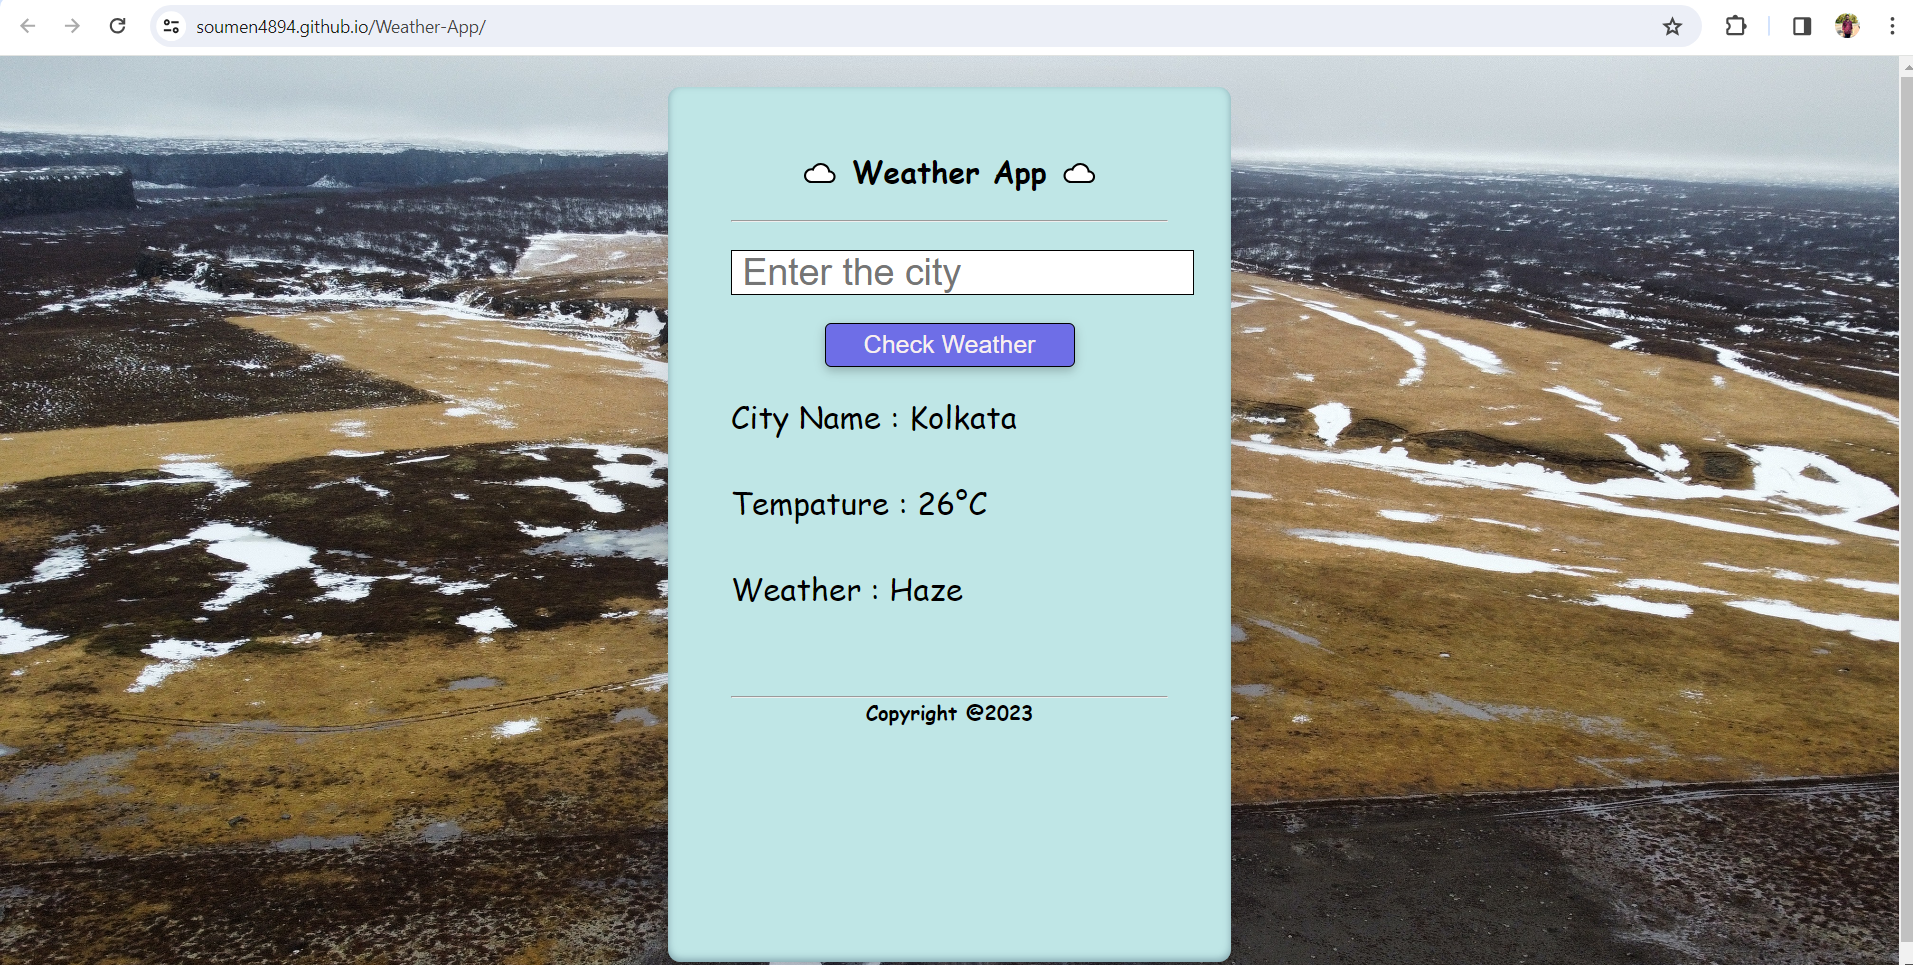 soumen4894.github.io/Weather-App/
Weather App
Enter the city
Check Weather
City Name : Kolkata
Tempature : 26°C
Weather : Haze
Copyright @2023